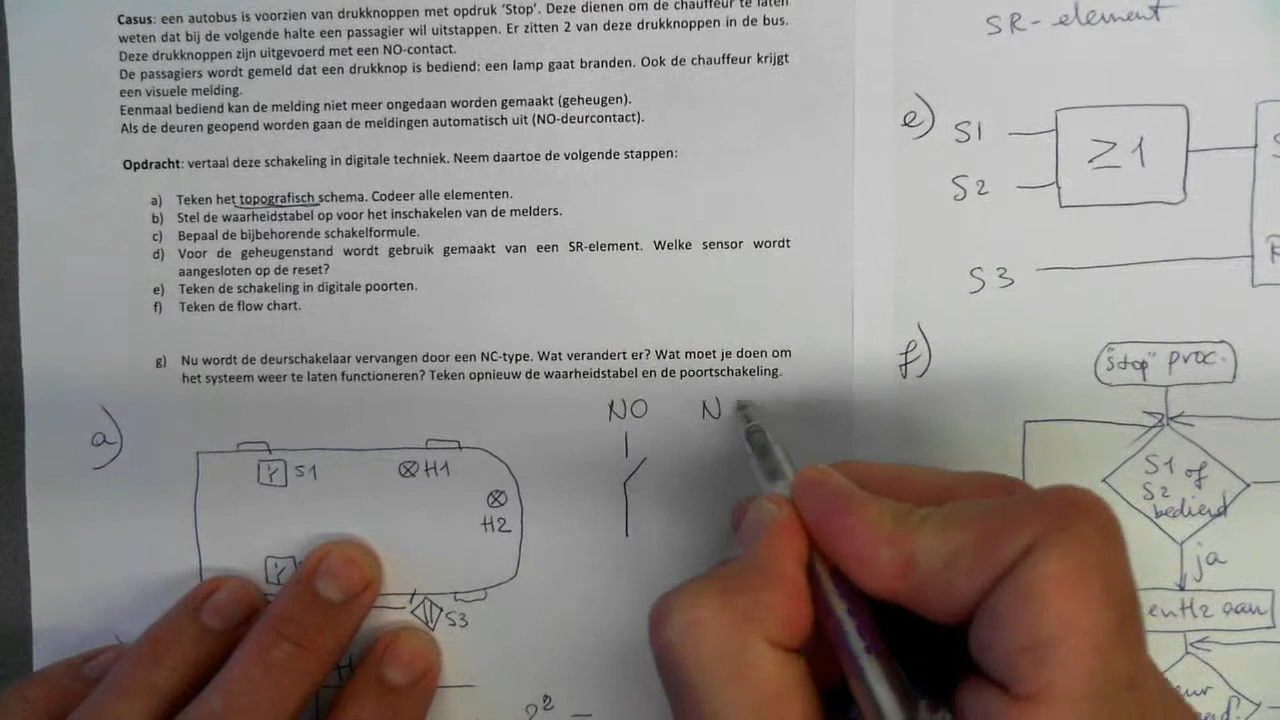 Casus: een autobus is voorzien van drukknoppen met opdruk ‘Stop’. Deze dienen om de chauffeur te laten
weten dat bij de volgende halte een passagier wil uitstappen. Er zitten 2 van deze drukknoppen in de bus.
Deze drukknoppen zijn uitgevoerd met een NO-contact.
De passagiers wordt gemeld dat een drukknop is bediend: een lamp gaat branden. Ook de chauffeur krijgt
een visuele melding.
Eenmaal bediend kan de melding niet meer ongedaan worden gemaakt (geheugen).
Als de deuren geopend worden gaan de meldingen automatisch uit (NO-deurcontact).
Opdracht: vertaal deze schakeling in digitale techniek. Neem daartoe de volgende stappen:
a) Teken het topografisch schema. Codeer alle elementen.
b) Stel de waarheidstabel op voor het inschakelen van de melders.
c) Bepaal de bijbehorende schakelformule.
d) Voor de geheugenstand wordt gebruik gemaakt van een SR-element. Welke sensor wordt
aangesloten op de reset?
e) Teken de schakeling in digitale poorten.
f) Teken de flow chart.
g) Nu wordt de deurschakelaar vervangen door een NC-type. Wat verandert er? Wat moet je doen om
het systeem weer te laten functioneren? Teken opnieuw de waarheidstabel en de poortschakeling.
a)
S1
H1
H2
S3
NO N
2²
SR-element
e) S1
≥1
S2
S3
R
f)
"stop" proc.
S1 of
S2
bediend
ja
en H2 aan